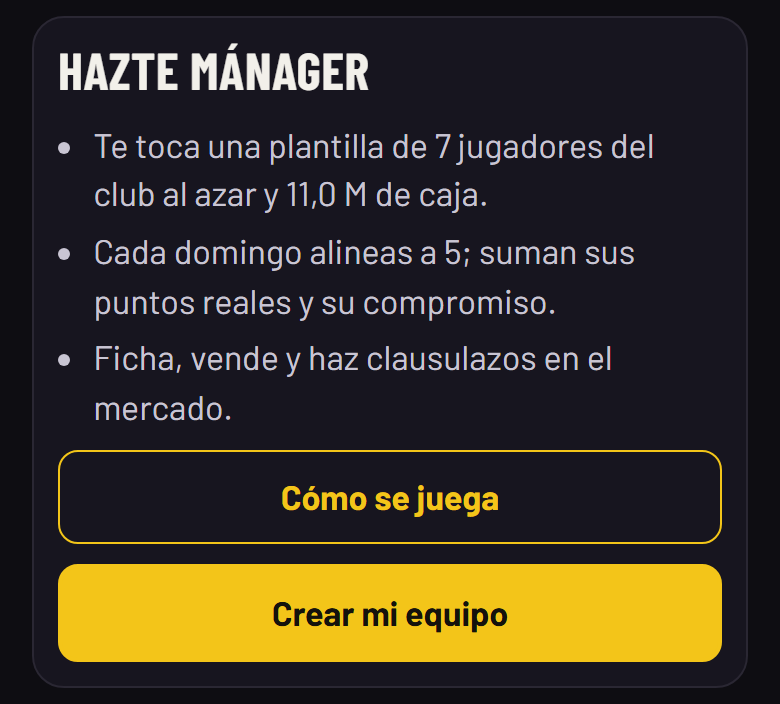 HAZTE MÁNAGER
• Te toca una plantilla de 7 jugadores del
club al azar y 11,0 M de caja.
• Cada domingo alineas a 5; suman sus
puntos reales y su compromiso.
• Ficha, vende y haz clausulazos en el
mercado.
Cómo se juega
Crear mi equipo